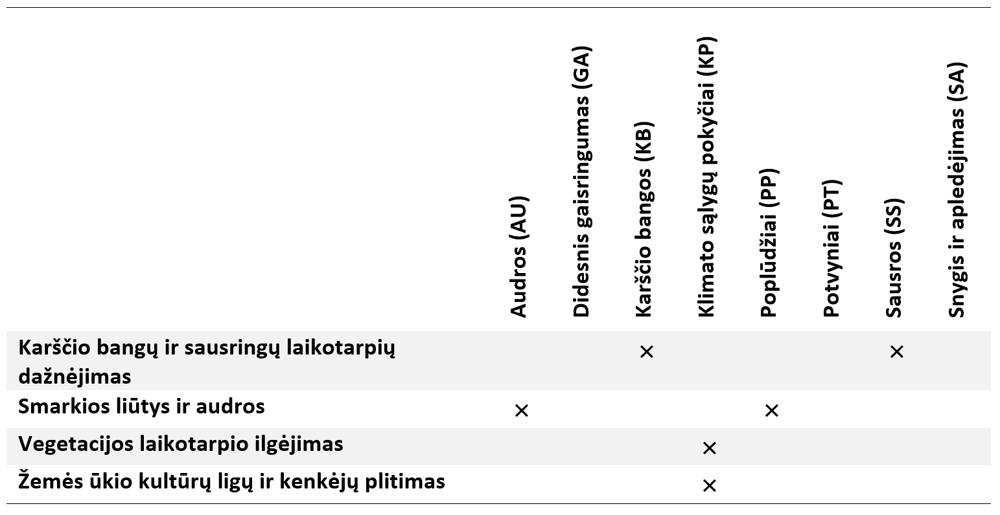 Audros (AU)
Didesnis gaisringumas (GA)
Karščio bangos (KB)
Klimato sąlygų pokyčiai (KP)
Poplūdžiai (PP)
Potvyniai (PT)
Sausros (SS)
Snygis ir apledėjimas (SA)
Karščio bangų ir sausringų laikotarpių
dažnėjimas
× ×
Smarkios liūtys ir audros × ×
Vegetacijos laikotarpio ilgėjimas ×
Žemės ūkio kultūrų ligų ir kenkėjų plitimas ×